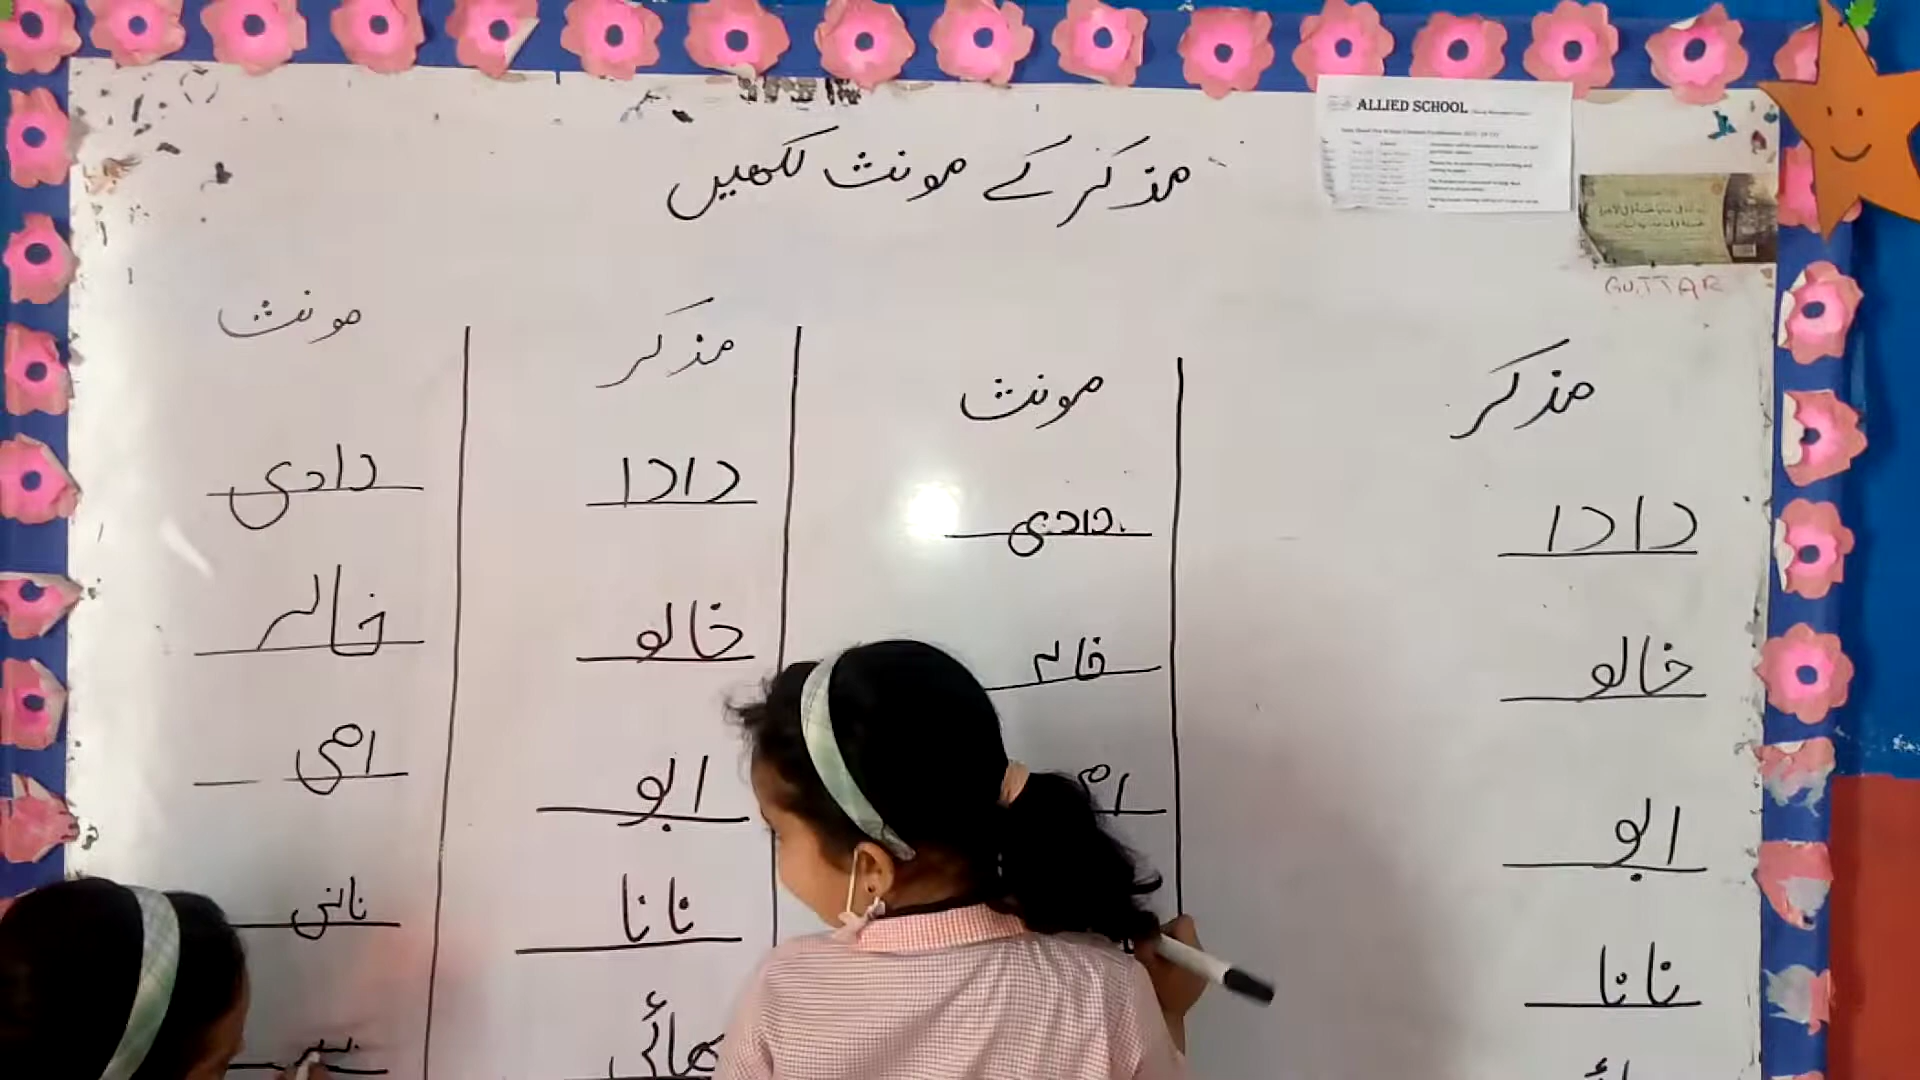 ALLIED SCHOOL
GUTTAR
مذکر کے مونث لکھیں
مذکر مونث مذکر مونث
دادا دادی دادا دادی
خالو خالہ خالو خالہ
ابو امی ابو امی
نانا نانا نانی
بھائی